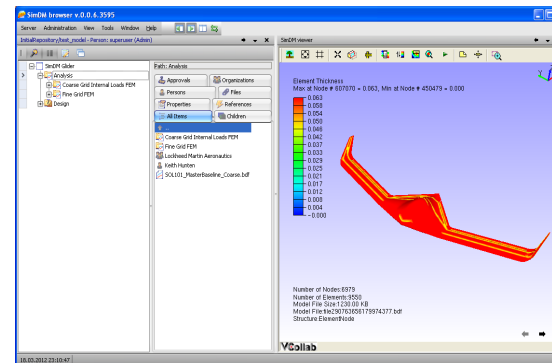 SimDM browser v.0.0.6.3595
Server Administration View Tools Window Help
InitialRepository/test_model - Person: superuser (Admin)
SimDM viewer
SimDM Glider
Analysis
Coarse Grid Internal Loads FEM
Fine Grid FEM
Design
Path: Analysis
Approvals Organizations
Persons Files
Properties References
All Items Children
..
Coarse Grid Internal Loads FEM
Fine Grid FEM
Lockheed Martin Aeronautics
Keith Hunten
SOL101_MasterBaseline_Coarse.bdf
Element Thickness
Max at Node # 607070 = 0.063, Min at Node # 450479 = 0.000
0.063
0.058
0.054
0.050
0.046
0.042
0.037
0.033
0.029
0.025
0.021
0.017
0.012
0.008
0.004
-0.000
Number of Nodes:6979
Number of Elements:9550
Model File Size:1230.00 KB
Model File:file290763656179974377.bdf
Structure ElementNode
VCollab
18.03.2012 23:10:47